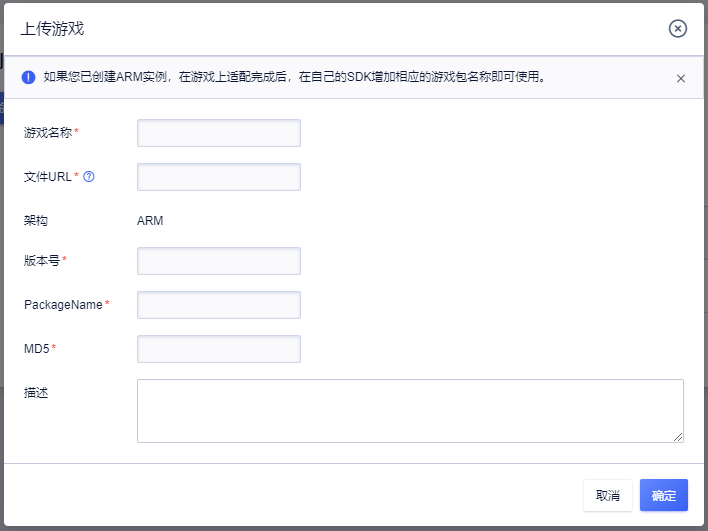 上传游戏
如果您已创建ARM实例，在游戏上适配完成后，在自己的SDK增加相应的游戏包名称即可使用。
游戏名称*
文件URL*
架构 ARM
版本号*
PackageName*
MD5*
描述
取消 确定